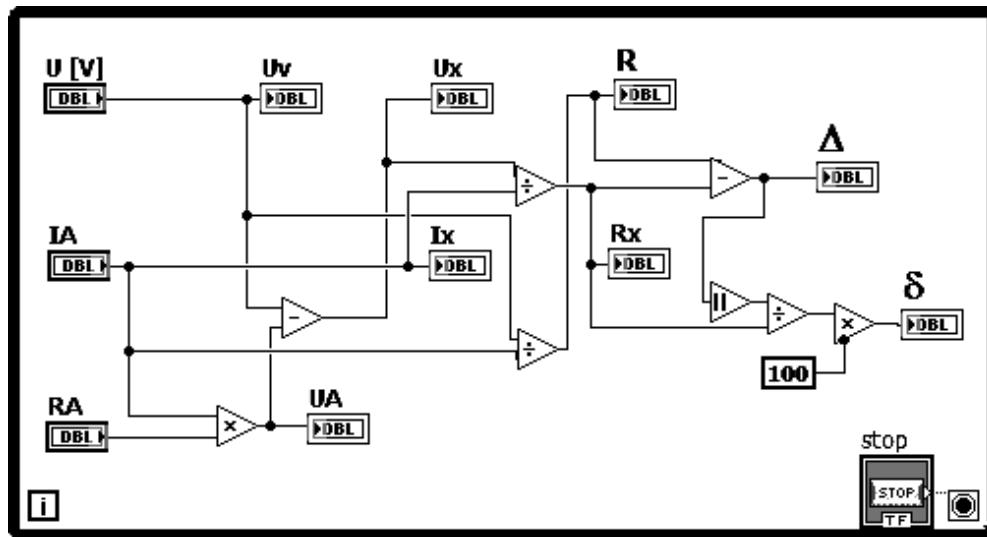 U [V]
Uv
Ux
R
DBL
DBL
DBL
DBL
Δ
÷
-
DBL
IA
Ix
Rx
DBL
DBL
DBL
δ
-
||
÷
×
DBL
÷
100
RA
UA
DBL
×
DBL
stop
STOP
TF
i